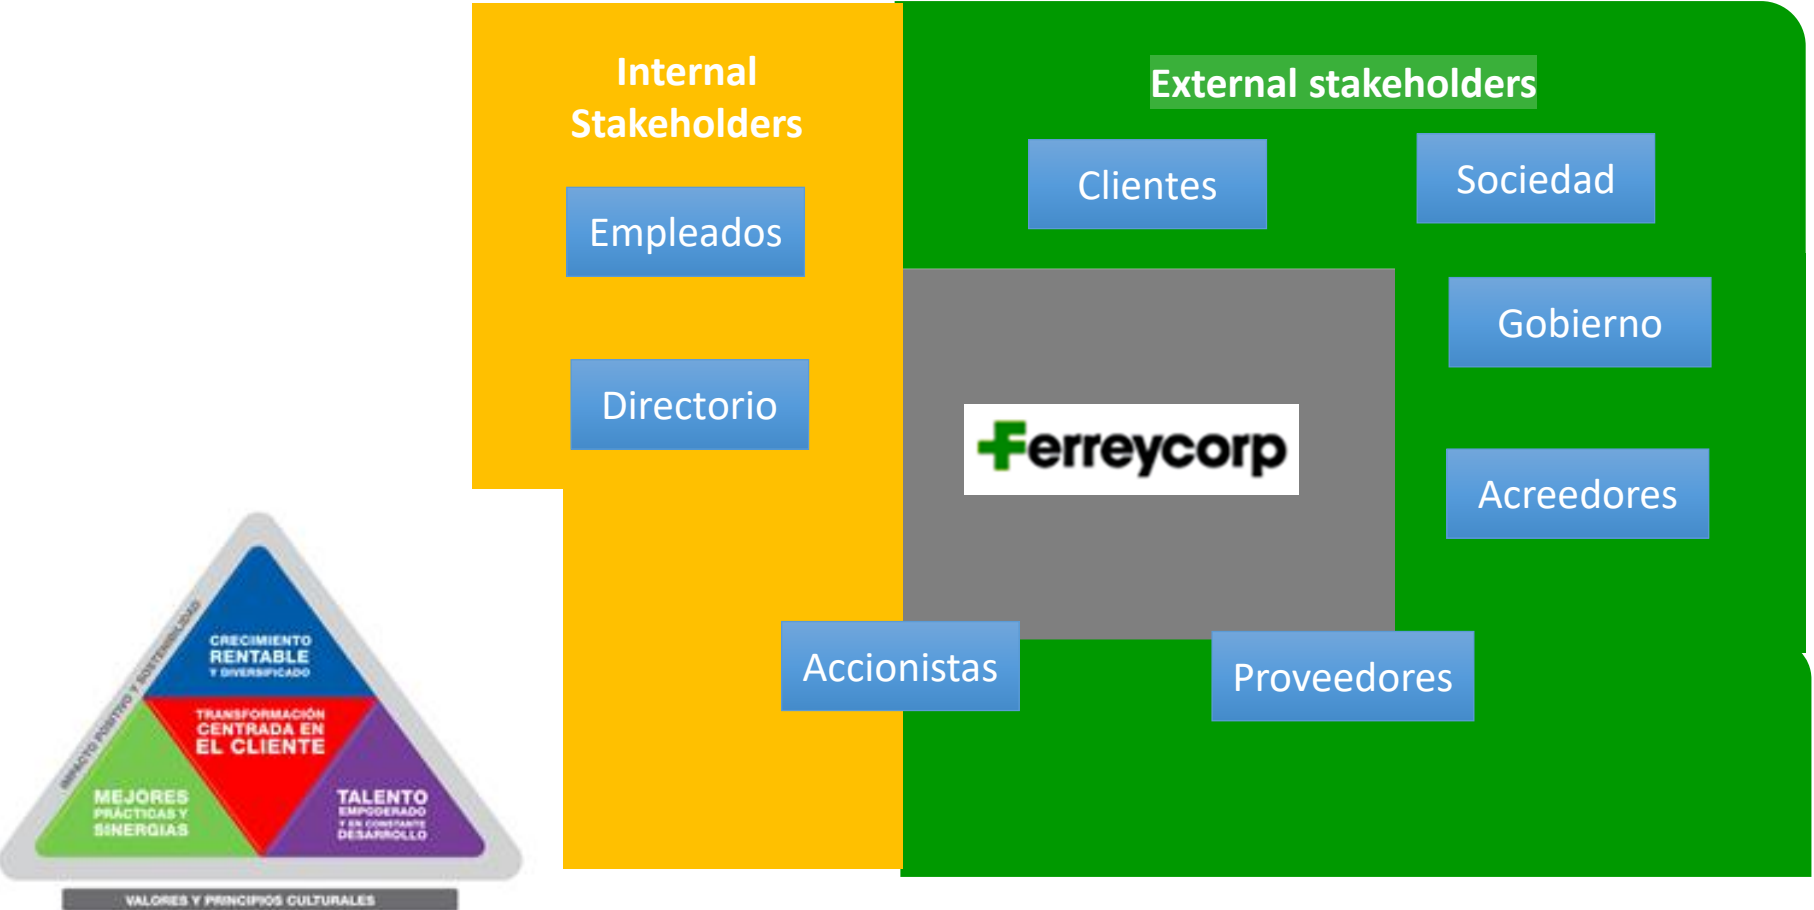 Internal
Stakeholders
External stakeholders
Clientes
Sociedad
Empleados
Gobierno
Directorio
Ferreycorp
Acreedores
Accionistas
Proveedores
IMPACTO POSITIVO Y SOSTENIBILIDAD
CRECIMIENTO
RENTABLE
Y DIVERSIFICADO
TRANSFORMACIÓN
CENTRADA EN
EL CLIENTE
MEJORES
PRÁCTICAS Y
SINERGIAS
TALENTO
EMPODERADO
Y EN CONSTANTE
DESARROLLO
VALORES Y PRINCIPIOS CULTURALES